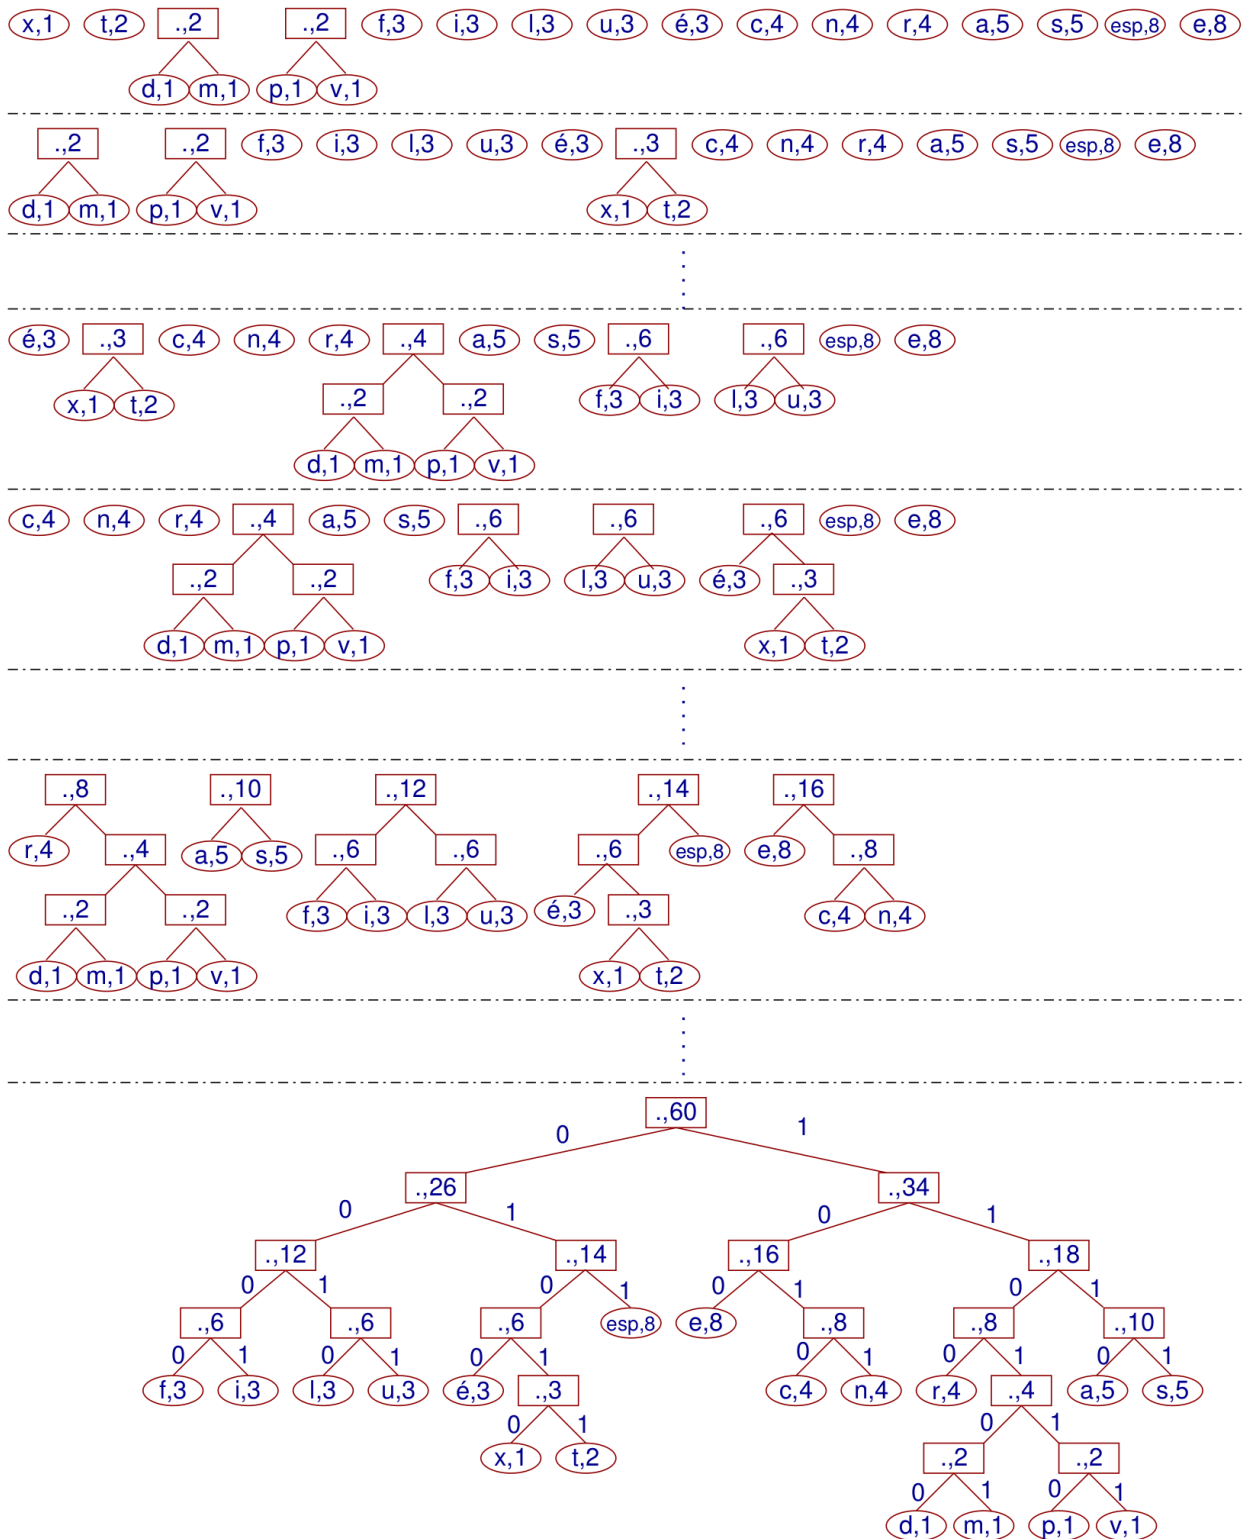 x,1 t,2 .,2 .,2 f,3 i,3 l,3 u,3 é,3 c,4 n,4 r,4 a,5 s,5 esp,8 e,8
d,1 m,1 p,1 v,1
.,2 .,2 f,3 i,3 l,3 u,3 é,3 .,3 c,4 n,4 r,4 a,5 s,5 esp,8 e,8
d,1 m,1 p,1 v,1 x,1 t,2
é,3 .,3 c,4 n,4 r,4 .,4 a,5 s,5 .,6 .,6 esp,8 e,8
x,1 t,2 .,2 .,2 f,3 i,3 l,3 u,3
d,1 m,1 p,1 v,1
c,4 n,4 r,4 .,4 a,5 s,5 .,6 .,6 .,6 esp,8 e,8
.,2 .,2 f,3 i,3 l,3 u,3 é,3 .,3
d,1 m,1 p,1 v,1 x,1 t,2
.,8 .,10 .,12 .,14 .,16
r,4 .,4 a,5 s,5 .,6 .,6 .,6 esp,8 e,8 .,8
.,2 .,2 f,3 i,3 l,3 u,3 é,3 .,3 c,4 n,4
d,1 m,1 p,1 v,1 x,1 t,2
.,60
0 1
.,26 .,34
0 1 0 1
.,12 .,14 .,16 .,18
0 1 0 1 0 1 0 1
.,6 .,6 .,6 esp,8 e,8 .,8 .,8 .,10
0 1 0 1 0 1 0 1 0 1 0 1
f,3 i,3 l,3 u,3 é,3 .,3 c,4 n,4 r,4 .,4 a,5 s,5
0 1 0 1
x,1 t,2 .,2 .,2
0 1 0 1
d,1 m,1 p,1 v,1